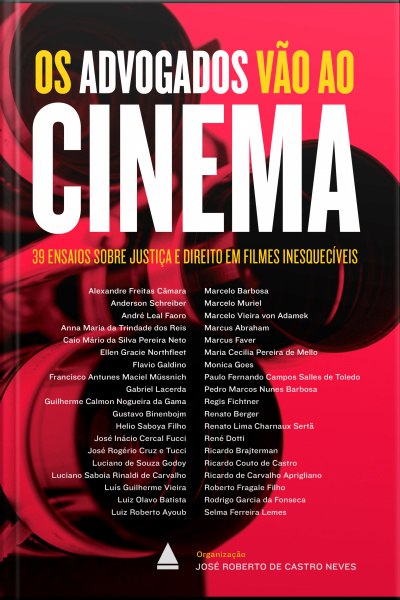 OS ADVOGADOS VÃO AO
CINEMA
39 ENSAIOS SOBRE JUSTIÇA E DIREITO EM FILMES INESQUECÍVEIS
Alexandre Freitas Câmara
Anderson Schreiber
André Leal Faoro
Anna Maria da Trindade dos Reis
Caio Mário da Silva Pereira Neto
Ellen Gracie Northfleet
Flavio Galdino
Francisco Antunes Maciel Müssnich
Gabriel Lacerda
Guilherme Calmon Nogueira da Gama
Gustavo Binenbojm
Helio Saboya Filho
José Inácio Cercal Fucci
José Rogério Cruz e Tucci
Luciano de Souza Godoy
Luciano Saboia Rinaldi de Carvalho
Luís Guilherme Vieira
Luiz Olavo Batista
Luiz Roberto Ayoub
Marcelo Barbosa
Marcelo Muriel
Marcelo Vieira von Adamek
Marcus Abraham
Marcus Faver
Maria Cecilia Pereira de Mello
Monica Goes
Paulo Fernando Campos Salles de Toledo
Pedro Marcos Nunes Barbosa
Regis Fichtner
Renato Berger
Renato Lima Charnaux Sertã
René Dotti
Ricardo Brajterman
Ricardo Couto de Castro
Ricardo de Carvalho Aprigliano
Roberto Fragale Filho
Rodrigo Garcia da Fonseca
Selma Ferreira Lemes
Organização
JOSÉ ROBERTO DE CASTRO NEVES